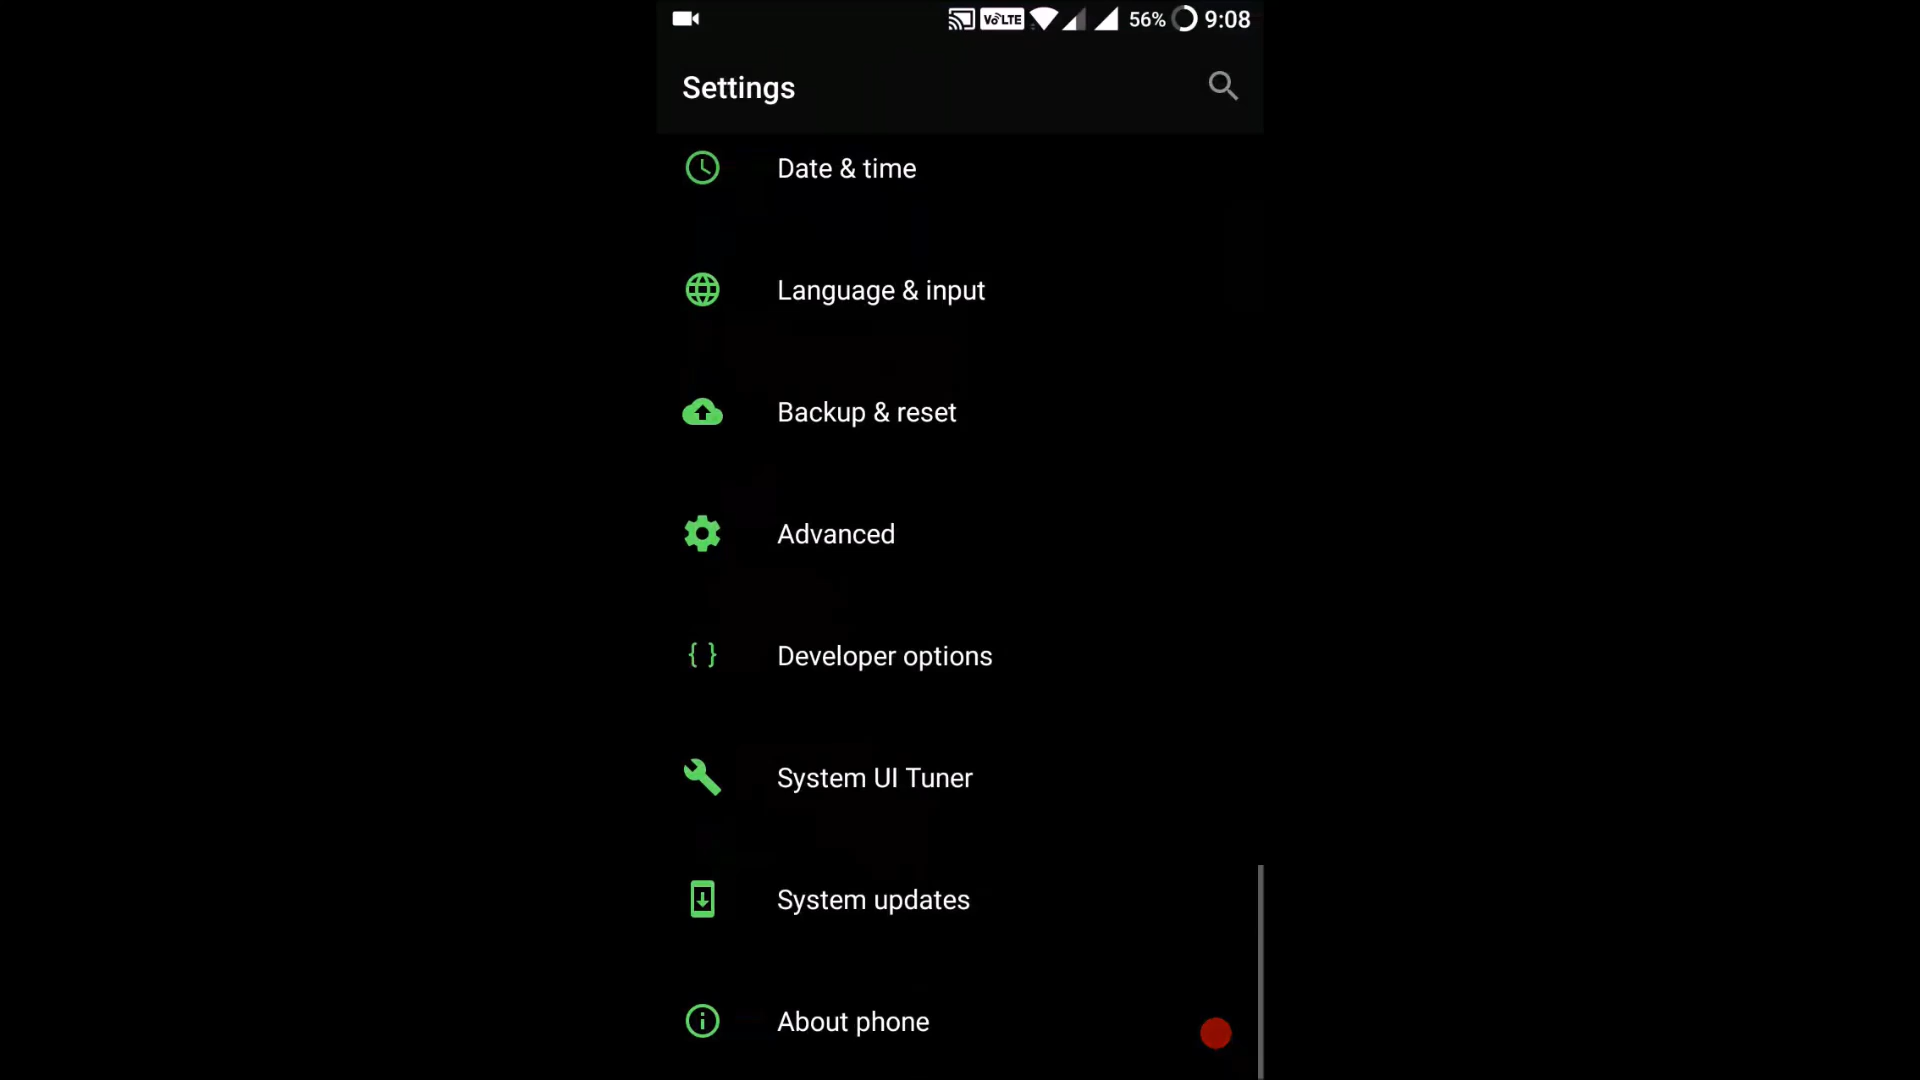 VoLTE 56% 9:08
Settings
Date & time
Language & input
Backup & reset
Advanced
{ } Developer options
System UI Tuner
System updates
About phone